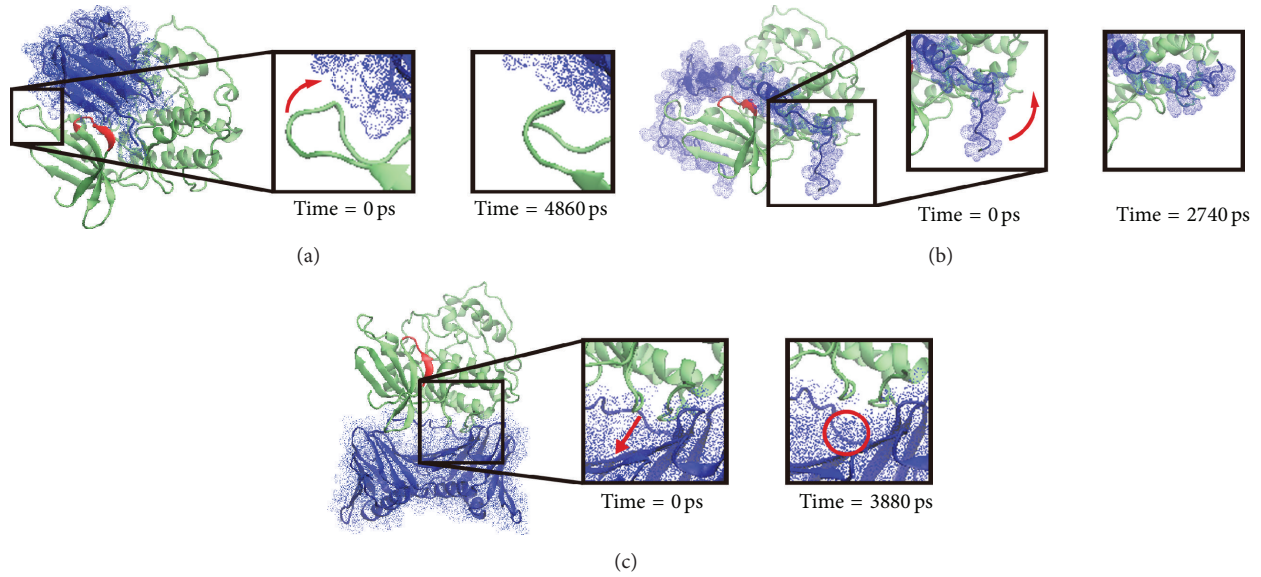 Time = 0 ps
Time = 4860 ps
(a)
Time = 0 ps
Time = 2740 ps
(b)
Time = 0 ps
Time = 3880 ps
(c)